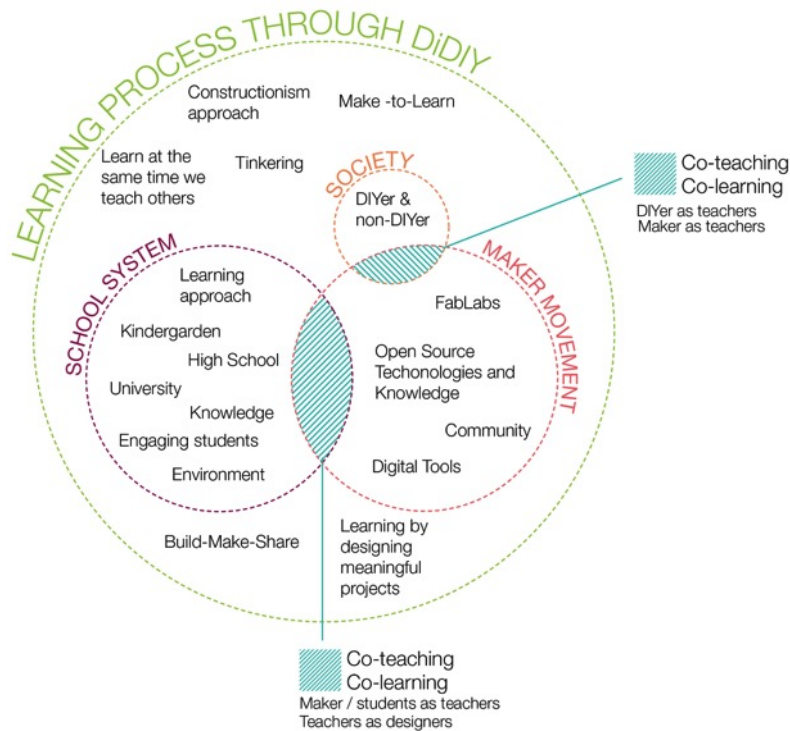 LEARNING PROCESS THROUGH DiDIY
Constructionism
approach
Make -to-Learn
Learn at the
same time we
teach others
Tinkering
SOCIETY
DIYer &
non-DIYer
Co-teaching
Co-learning
DIYer as teachers
Maker as teachers
SCHOOL SYSTEM
Learning
approach
Kindergarden
High School
University
Knowledge
Engaging students
Environment
MAKER MOVEMENT
FabLabs
Open Source
Techonologies and
Knowledge
Community
Digital Tools
Build-Make-Share
Learning by
designing
meaningful
projects
Co-teaching
Co-learning
Maker / students as teachers
Teachers as designers